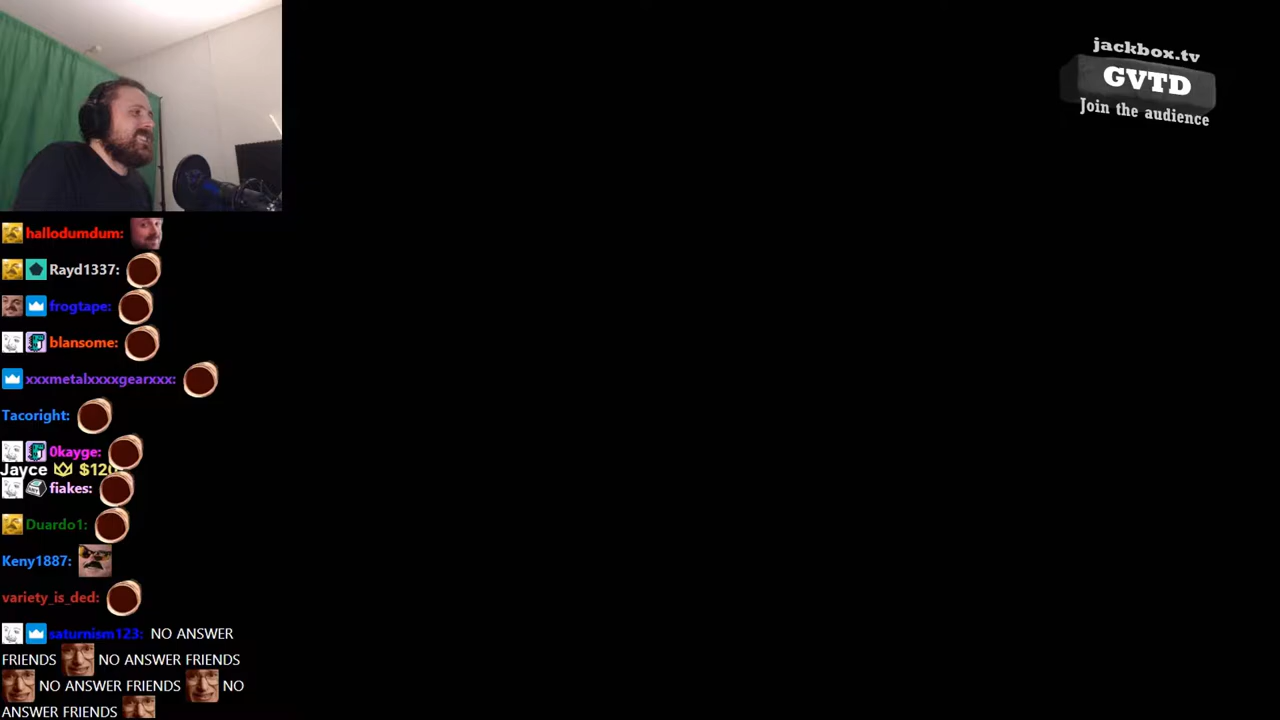 jackbox.tv
GVTD
Join the audience
hallodumdum:
Rayd1337:
frogtape:
blansome:
xxxmetalxxxxgearxxx:
Tacoright:
0kayge:
Jayce $120
fiakes:
Duardo1:
Keny1887:
variety_is_ded:
saturnism123: NO ANSWER
FRIENDS NO ANSWER FRIENDS
NO ANSWER FRIENDS NO
ANSWER FRIENDS